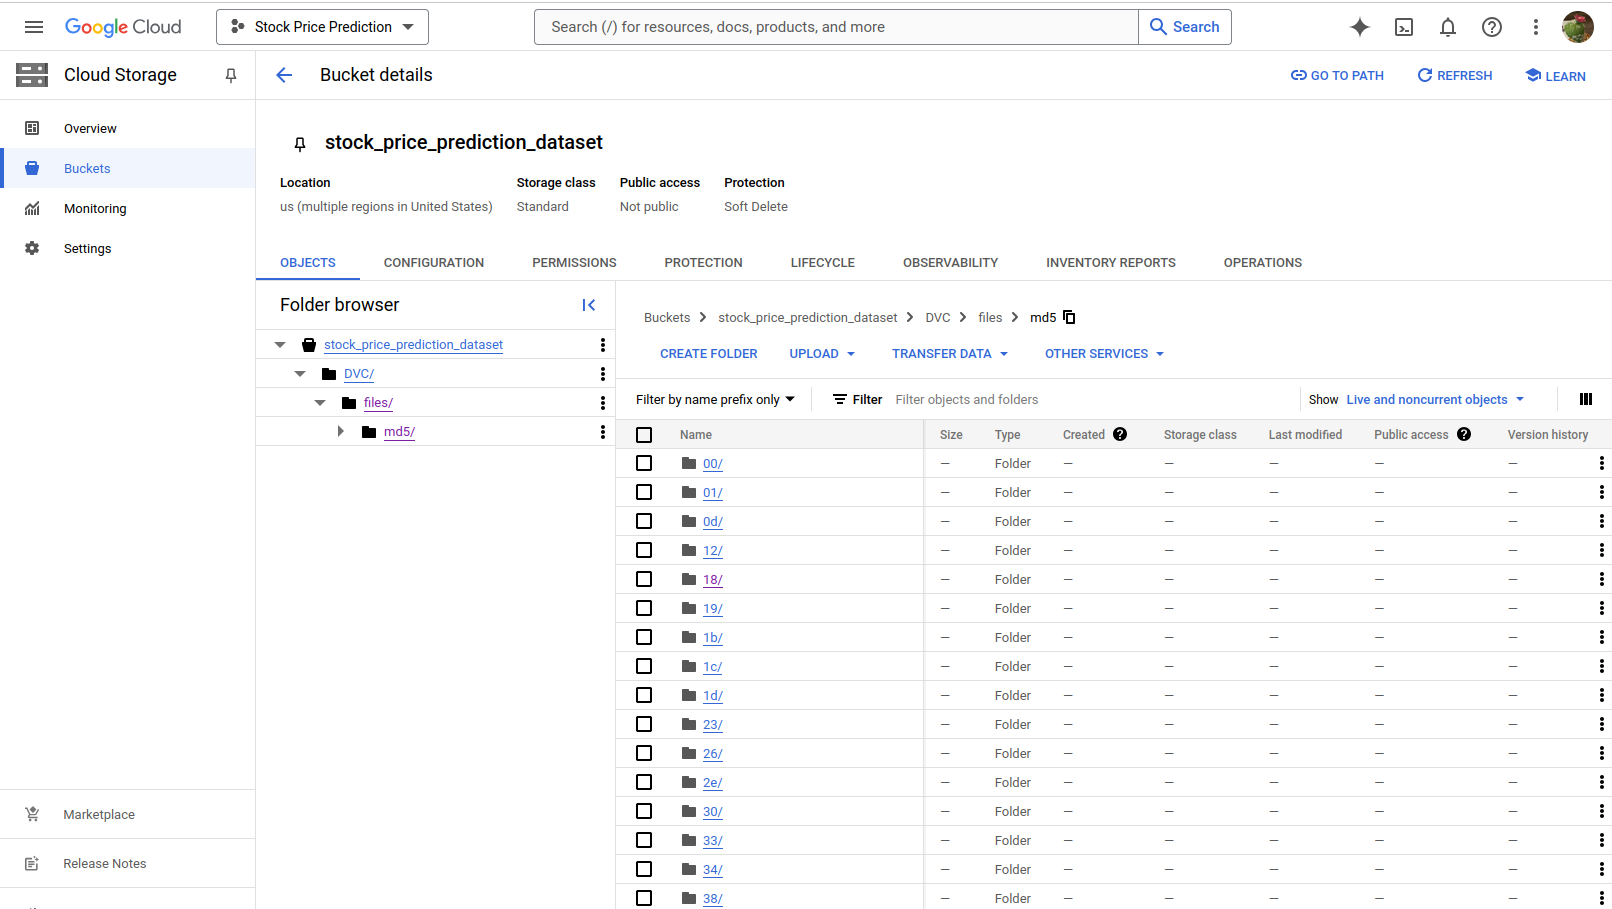 Google Cloud
Stock Price Prediction
Search (/) for resources, docs, products, and more
Search
Cloud Storage
Bucket details
GO TO PATH
REFRESH
LEARN
Overview
Buckets
Monitoring
Settings
Marketplace
Release Notes
stock_price_prediction_dataset
Location Storage class Public access Protection
us (multiple regions in United States) Standard Not public Soft Delete
OBJECTS CONFIGURATION PERMISSIONS PROTECTION LIFECYCLE OBSERVABILITY INVENTORY REPORTS OPERATIONS
Folder browser
stock_price_prediction_dataset
DVC/
files/
md5/
Buckets > stock_price_prediction_dataset > DVC > files > md5
CREATE FOLDER UPLOAD TRANSFER DATA OTHER SERVICES
Filter by name prefix only Filter Filter objects and folders Show Live and noncurrent objects
Name Size Type Created Storage class Last modified Public access Version history
00/ — Folder — — — — —
01/ — Folder — — — — —
0d/ — Folder — — — — —
12/ — Folder — — — — —
18/ — Folder — — — — —
19/ — Folder — — — — —
1b/ — Folder — — — — —
1c/ — Folder — — — — —
1d/ — Folder — — — — —
23/ — Folder — — — — —
26/ — Folder — — — — —
2e/ — Folder — — — — —
30/ — Folder — — — — —
33/ — Folder — — — — —
34/ — Folder — — — — —
38/ — Folder — — — — —